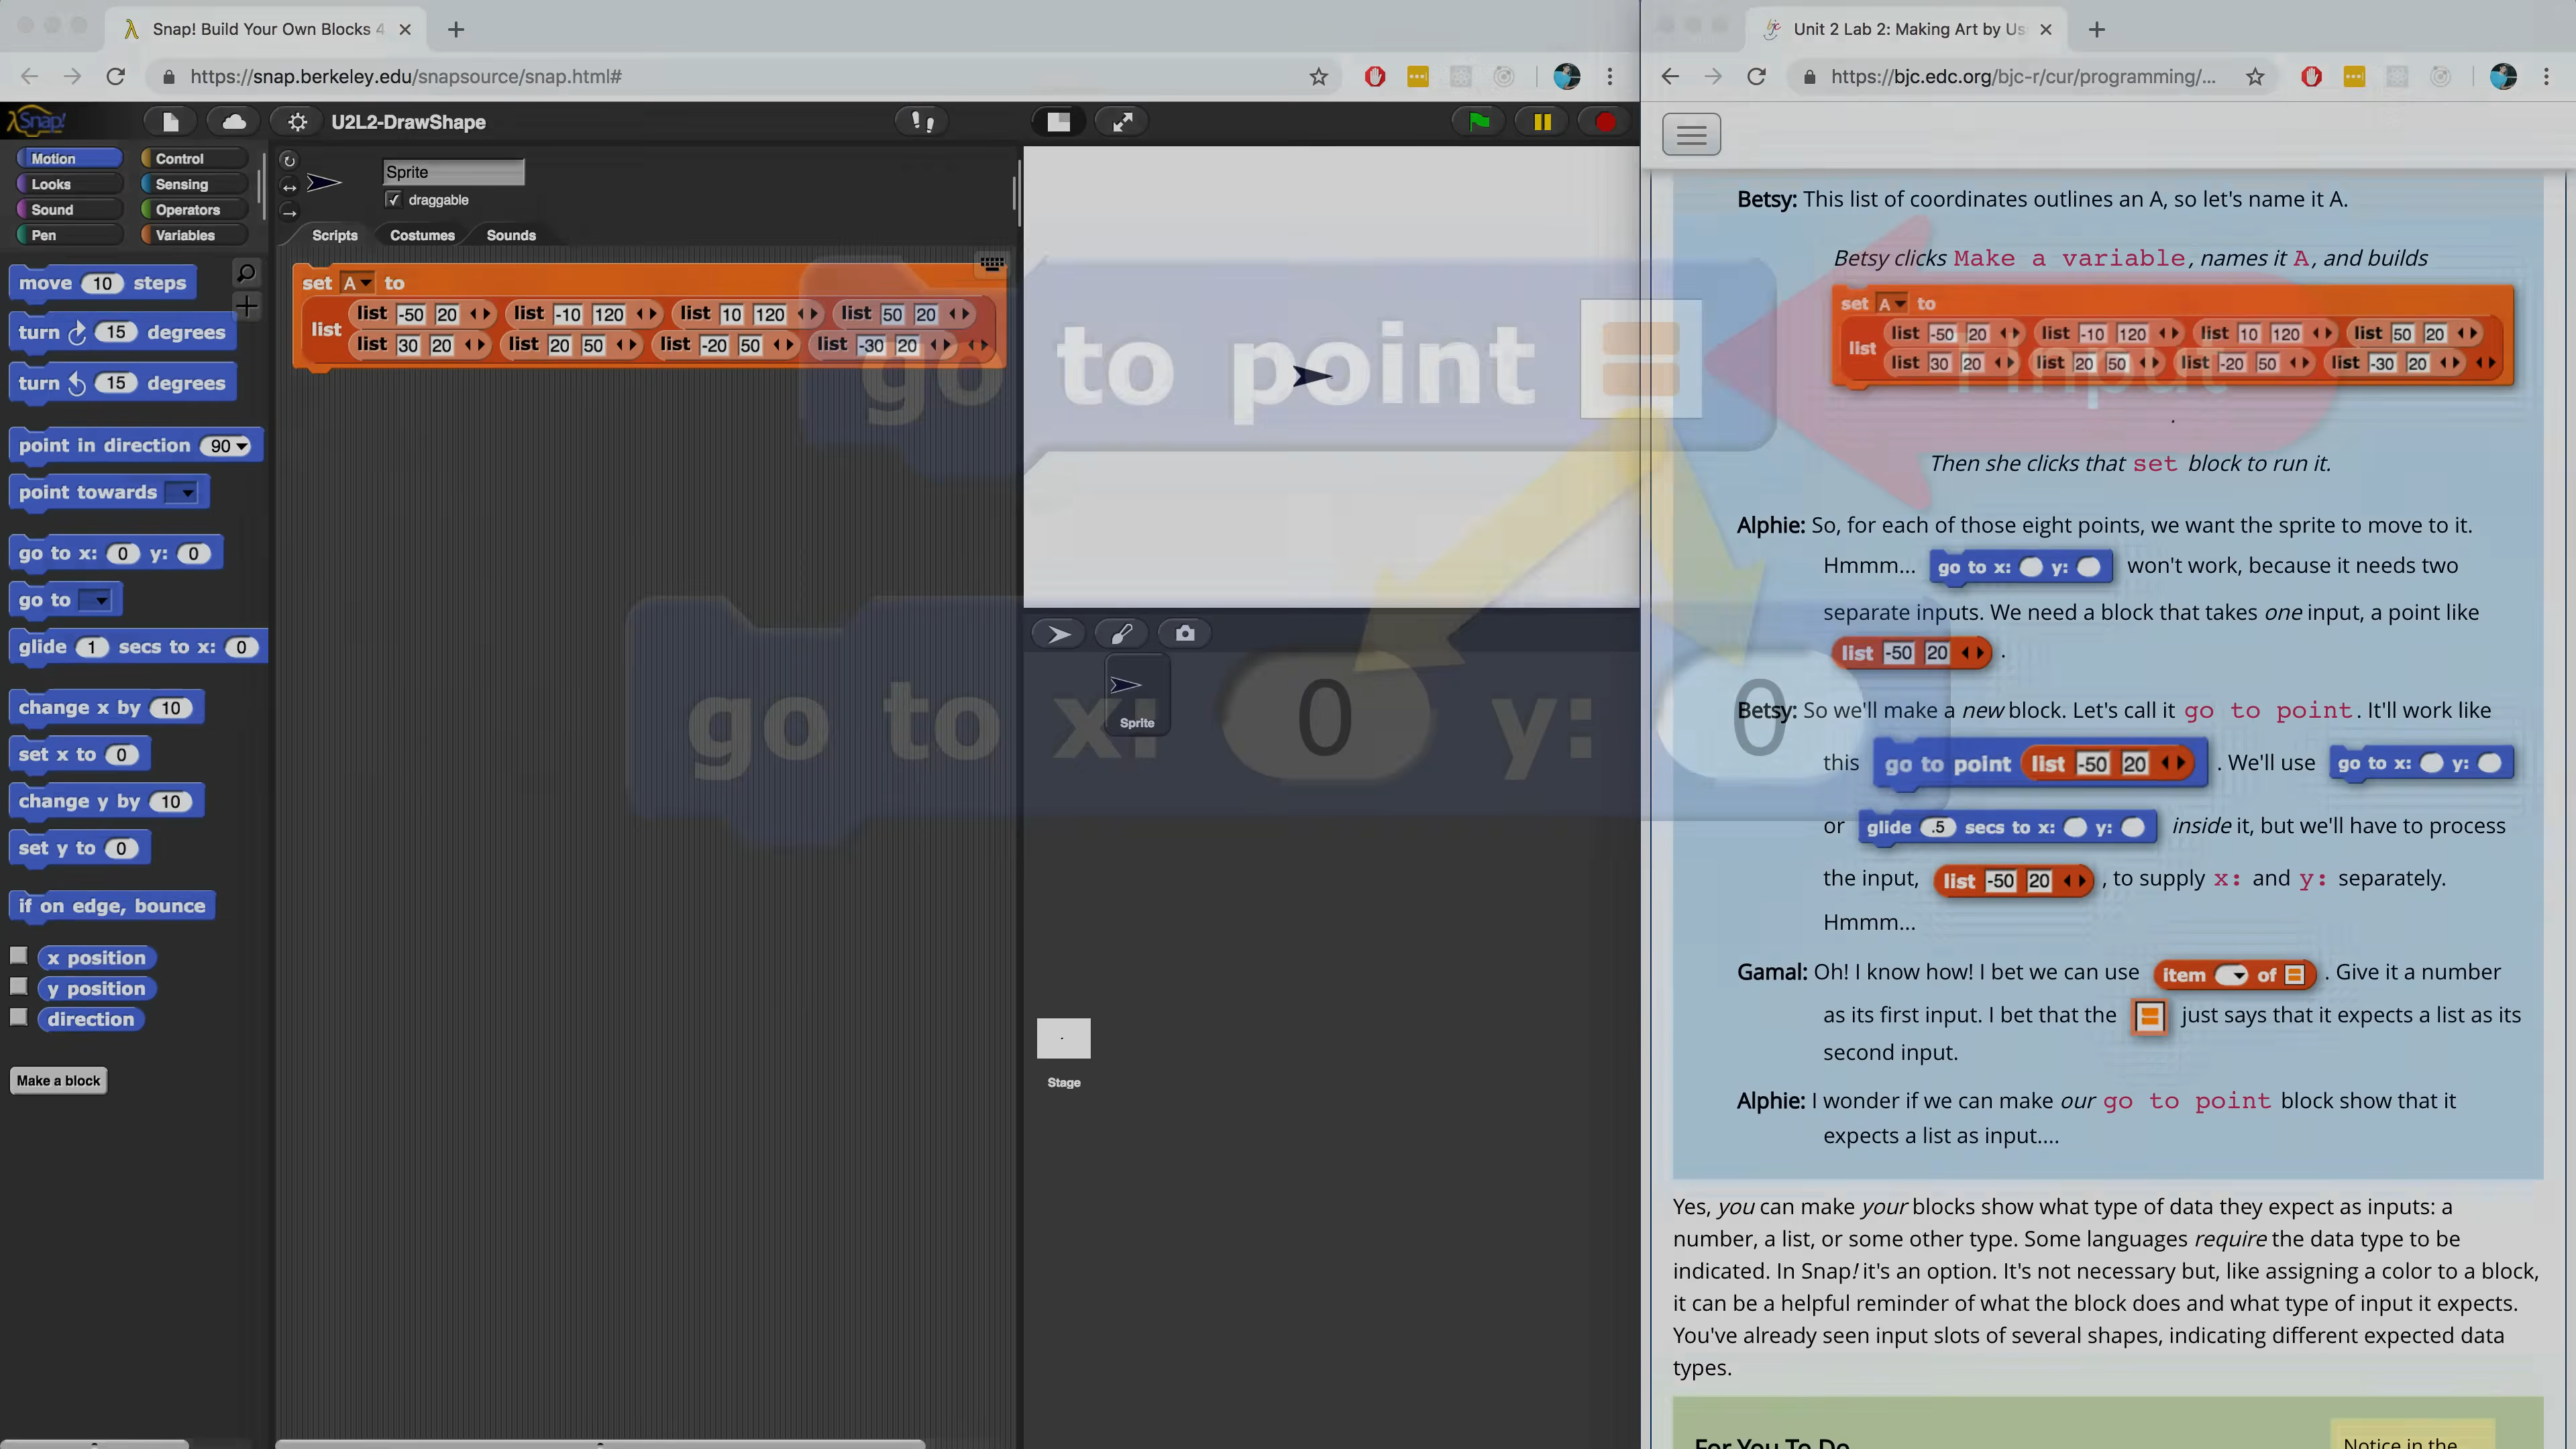 Snap! Build Your Own Blocks 4
https://snap.berkeley.edu/snapsource/snap.html#
Snap!
U2L2-DrawShape
Motion Control
Looks Sensing
Sound Operators
Pen Variables
move 10 steps
turn 15 degrees
turn 15 degrees
point in direction 90
point towards
go to x: 0 y: 0
go to
glide 1 secs to x: 0
change x by 10
set x to 0
change y by 10
set y to 0
if on edge, bounce
x position
y position
direction
Make a block
Sprite
draggable
Scripts Costumes Sounds
set A to
list list -50 20 list -10 120 list 10 120 list 50 20
list 30 20 list 20 50 list -20 50 list -30 20
go to point
go to x: 0 y: 0
Sprite
Stage
Unit 2 Lab 2: Making Art by Us
https://bjc.edc.org/bjc-r/cur/programming/...
Betsy: This list of coordinates outlines an A, so let's name it A.
Betsy clicks Make a variable, names it A, and builds
set A to
list list -50 20 list -10 120 list 10 120 list 50 20
list 30 20 list 20 50 list -20 50 list -30 20
Input
.
Then she clicks that set block to run it.
Alphie: So, for each of those eight points, we want the sprite to move to it.
Hmmm... go to x: y: won't work, because it needs two
separate inputs. We need a block that takes one input, a point like
list -50 20 .
Betsy: So we'll make a new block. Let's call it go to point. It'll work like
this go to point list -50 20 . We'll use go to x: y:
or glide .5 secs to x: y: inside it, but we'll have to process
the input, list -50 20 , to supply x: and y: separately.
Hmmm...
Gamal: Oh! I know how! I bet we can use item of . Give it a number
as its first input. I bet that the just says that it expects a list as its
second input.
Alphie: I wonder if we can make our go to point block show that it
expects a list as input....
Yes, you can make your blocks show what type of data they expect as inputs: a
number, a list, or some other type. Some languages require the data type to be
indicated. In Snap! it's an option. It's not necessary but, like assigning a color to a block,
it can be a helpful reminder of what the block does and what type of input it expects.
You've already seen input slots of several shapes, indicating different expected data
types.
For You To Do
Notice in the